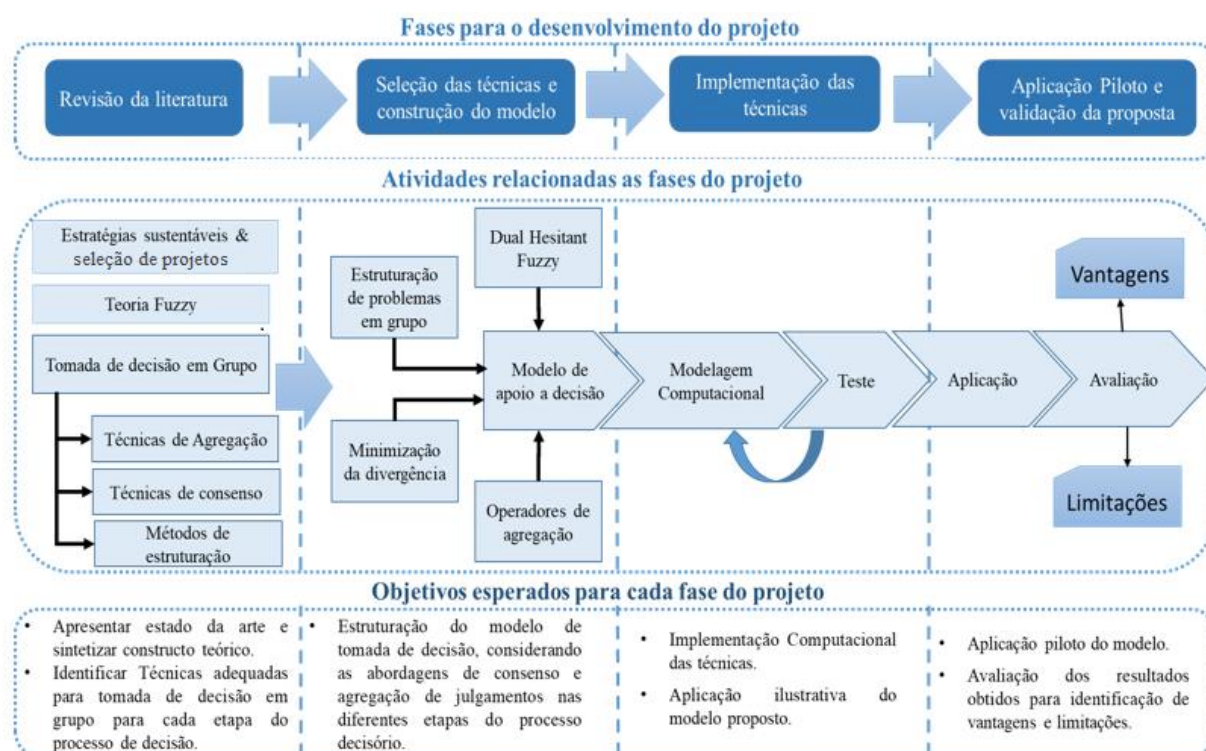 Fases para o desenvolvimento do projeto
Revisão da literatura
Seleção das técnicas e
construção do modelo
Implementação das
técnicas
Aplicação Piloto e
validação da proposta
Atividades relacionadas as fases do projeto
Estratégias sustentáveis &
seleção de projetos
Teoria Fuzzy
Tomada de decisão em Grupo
Técnicas de Agregação
Técnicas de consenso
Métodos de
estruturação
Estruturação
de problemas
em grupo
Minimização
da divergência
Dual Hesitant
Fuzzy
Modelo de
apoio a decisão
Operadores de
agregação
Modelagem
Computacional
Teste
Aplicação
Avaliação
Vantagens
Limitações
Objetivos esperados para cada fase do projeto
• Apresentar estado da arte e
sintetizar constructo teórico.
• Identificar Técnicas adequadas
para tomada de decisão em
grupo para cada etapa do
processo de decisão.
• Estruturação do modelo de
tomada de decisão, considerando
as abordagens de consenso e
agregação de julgamentos nas
diferentes etapas do processo
decisório.
• Implementação Computacional
das técnicas.
• Aplicação ilustrativa do
modelo proposto.
• Aplicação piloto do modelo.
• Avaliação dos resultados
obtidos para identificação de
vantagens e limitações.